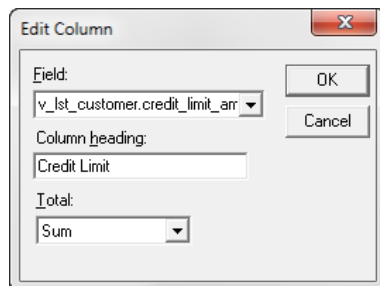 Edit Column
Field:
OK
v_lst_customer.credit_limit_am
Cancel
Column heading:
Credit Limit
Total:
Sum